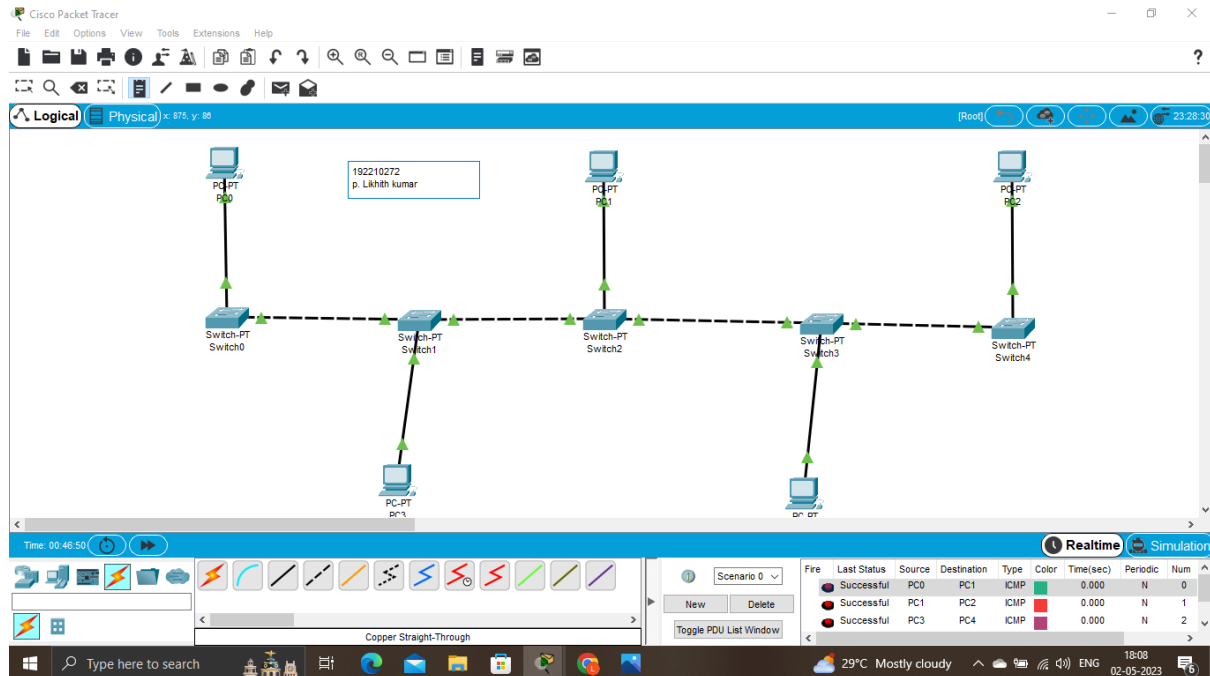 Cisco Packet Tracer
File Edit Options View Tools Extensions Help
?
Logical Physical x: 875, y: 86 [Root] 23:28:30
192210272
p. Likhith kumar
PC-PT
PC0
PC-PT
PC1
PC-PT
PC2
Switch-PT
Switch0
Switch-PT
Switch1
Switch-PT
Switch2
Switch-PT
Switch3
Switch-PT
Switch4
PC-PT
PC3
PC-PT
Time: 00:46:50 Realtime Simulation
Scenario 0
New Delete
Toggle PDU List Window
Copper Straight-Through
Fire Last Status Source Destination Type Color Time(sec) Periodic Num
Successful PC0 PC1 ICMP 0.000 N 0
Successful PC1 PC2 ICMP 0.000 N 1
Successful PC3 PC4 ICMP 0.000 N 2
Type here to search
29°C Mostly cloudy ENG 18:08
02-05-2023
6